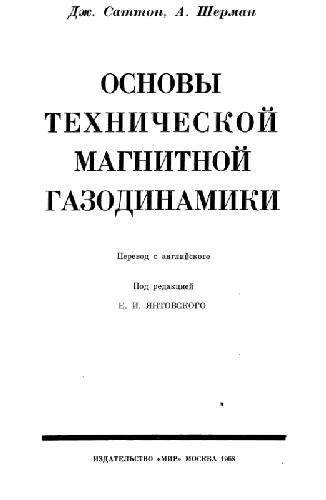 Дж. Саттон, А. Шерман
ОСНОВЫ
ТЕХНИЧЕСКОЙ
МАГНИТНОЙ
ГАЗОДИНАМИКИ
Перевод с английского
Под редакцией
Е. И. ЯНТОВСКОГО
ИЗДАТЕЛЬСТВО «МИР» МОСКВА 1968